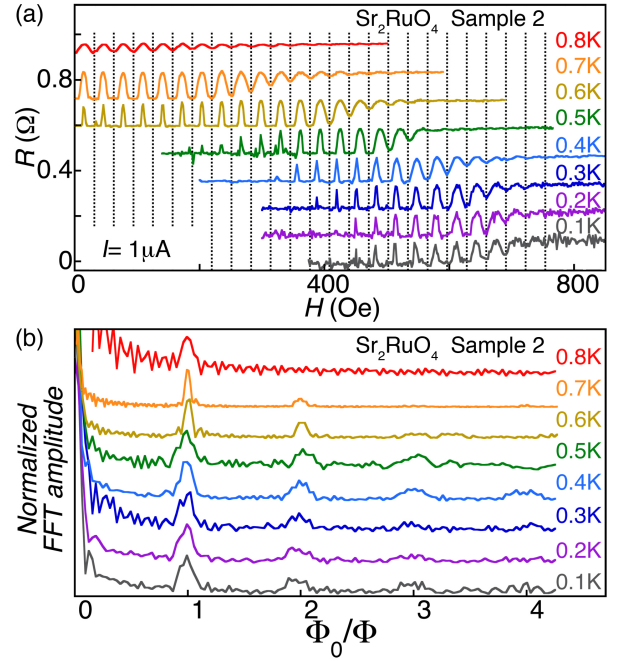 (a)
Sr₂RuO₄ Sample 2
0.8K
0.7K
0.6K
0.5K
0.4K
0.3K
0.2K
0.1K
R (Ω)
0.8
0.4
0
I= 1μA
0 400 800
H (Oe)
(b)
Sr₂RuO₄ Sample 2
0.8K
0.7K
0.6K
0.5K
0.4K
0.3K
0.2K
0.1K
Normalized
FFT amplitude
0 1 2 3 4
Φ₀/Φ